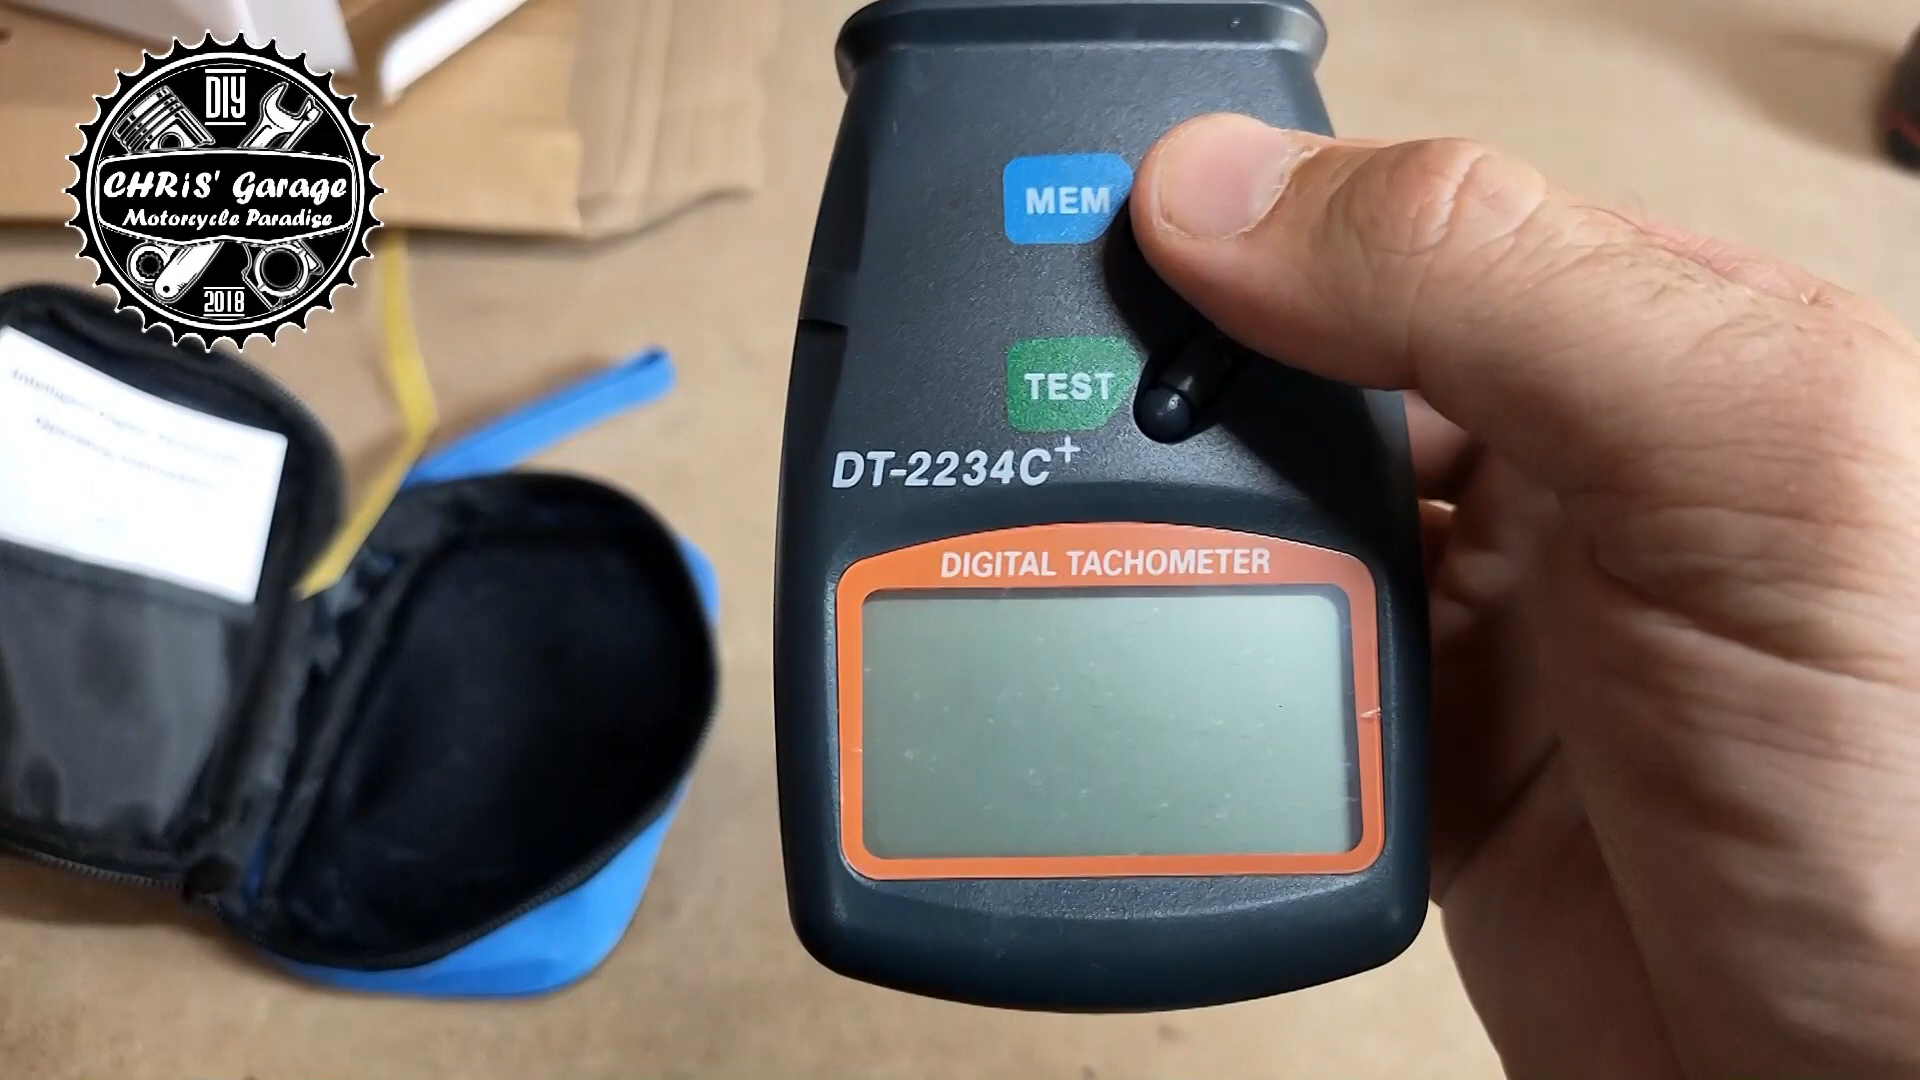 DIY
CHRiS' Garage
Motorcycle Paradise
2018
MEM
TEST
DT-2234C+
DIGITAL TACHOMETER